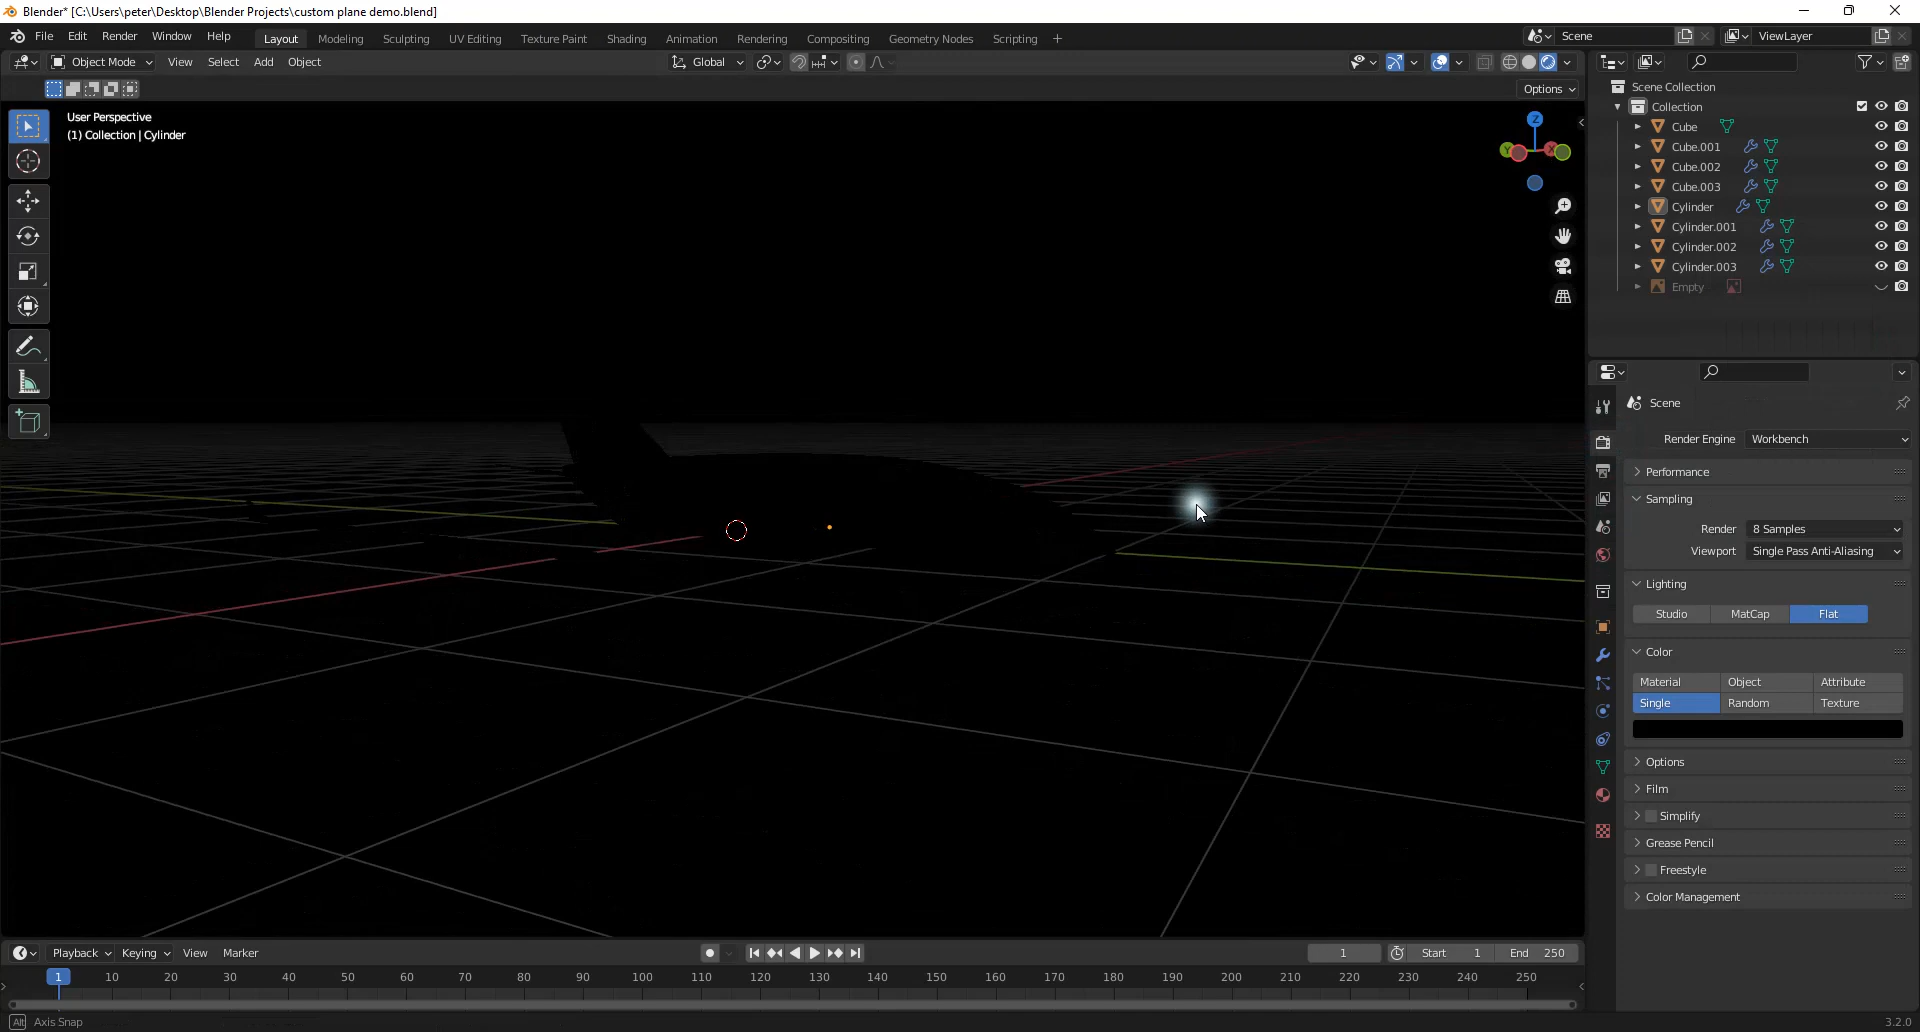 Blender* [C:\Users\peter\Desktop\Blender Projects\custom plane demo.blend]
File Edit Render Window Help Layout Modeling Sculpting UV Editing Texture Paint Shading Animation Rendering Compositing Geometry Nodes Scripting + Scene ViewLayer
Object Mode View Select Add Object Global
Options
User Perspective
(1) Collection | Cylinder
Z
Y
X
Scene Collection
Collection
Cube
Cube.001
Cube.002
Cube.003
Cylinder
Cylinder.001
Cylinder.002
Cylinder.003
Empty
Scene
Render Engine Workbench
Performance
Sampling
Render 8 Samples
Viewport Single Pass Anti-Aliasing
Lighting
Studio MatCap Flat
Color
Material Object Attribute
Single Random Texture
Options
Film
Simplify
Grease Pencil
Freestyle
Color Management
Playback Keying View Marker 1 Start 1 End 250
1 10 20 30 40 50 60 70 80 90 100 110 120 130 140 150 160 170 180 190 200 210 220 230 240 250
Alt Axis Snap
3.2.0